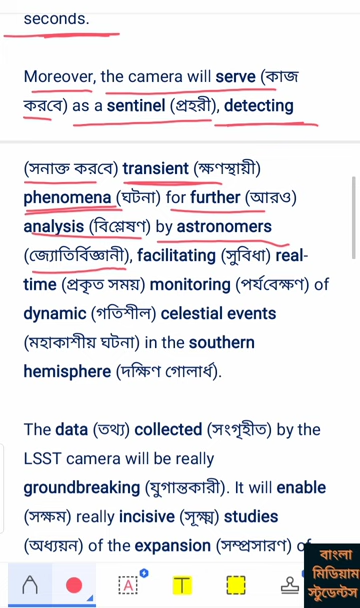 seconds.
Moreover, the camera will serve (কাজ
করবে) as a sentinel (প্রহরী), detecting
(সনাক্ত করবে) transient (ক্ষণস্থায়ী)
phenomena (ঘটনা) for further (আরও)
analysis (বিশ্লেষণ) by astronomers
(জ্যোতির্বিজ্ঞানী), facilitating (সুবিধা) real-
time (প্রকৃত সময়) monitoring (পর্যবেক্ষণ) of
dynamic (গতিশীল) celestial events
(মহাকাশীয় ঘটনা) in the southern
hemisphere (দক্ষিণ গোলার্ধ).
The data (তথ্য) collected (সংগৃহীত) by the
LSST camera will be really
groundbreaking (যুগান্তকারী). It will enable
(সক্ষম) really incisive (সূক্ষ্ম) studies
(অধ্যয়ন) of the expansion (সম্প্রসারণ) of
A T
বাংলা
মিডিয়াম
স্টুডেন্টস